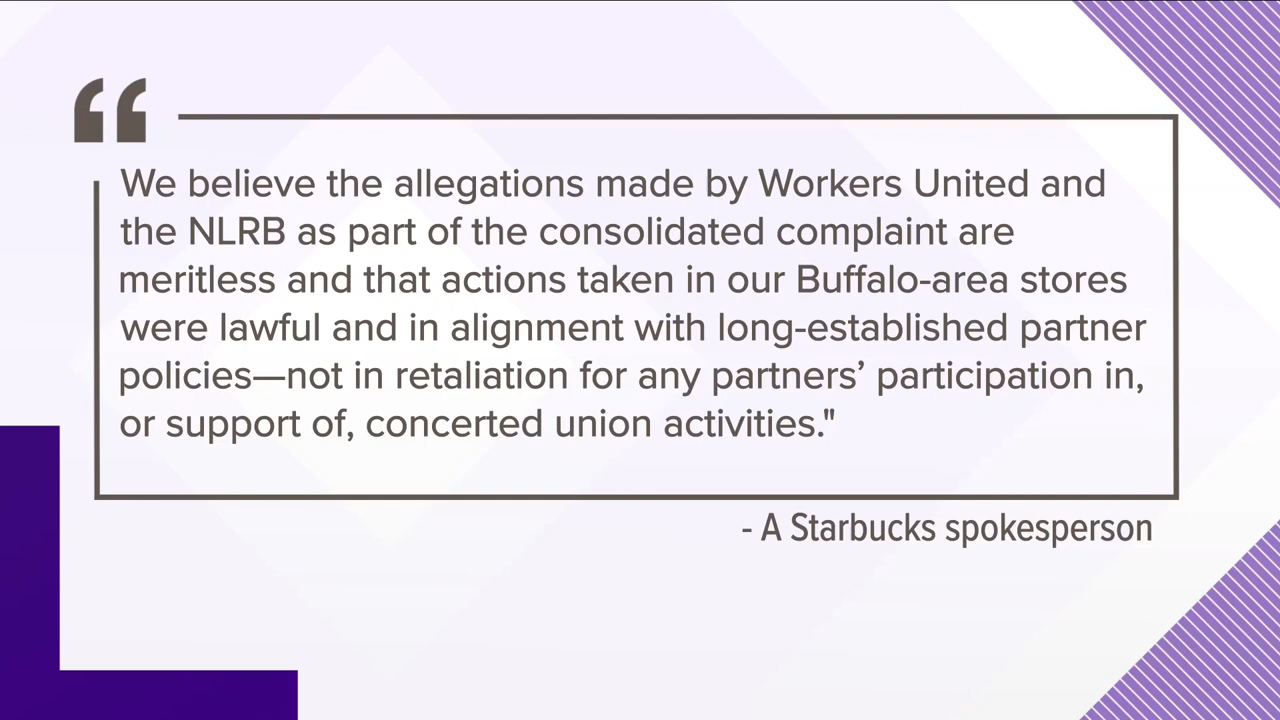 “
We believe the allegations made by Workers United and
the NLRB as part of the consolidated complaint are
meritless and that actions taken in our Buffalo-area stores
were lawful and in alignment with long-established partner
policies—not in retaliation for any partners’ participation in,
or support of, concerted union activities."
- A Starbucks spokesperson